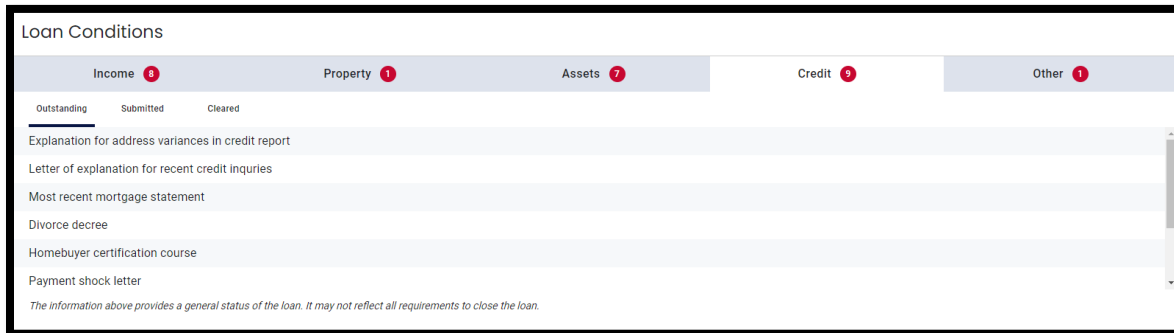 Loan Conditions
Income 8 Property 1 Assets 7 Credit 9 Other 1
Outstanding Submitted Cleared
Explanation for address variances in credit report
Letter of explanation for recent credit inquries
Most recent mortgage statement
Divorce decree
Homebuyer certification course
Payment shock letter
The information above provides a general status of the loan. It may not reflect all requirements to close the loan.